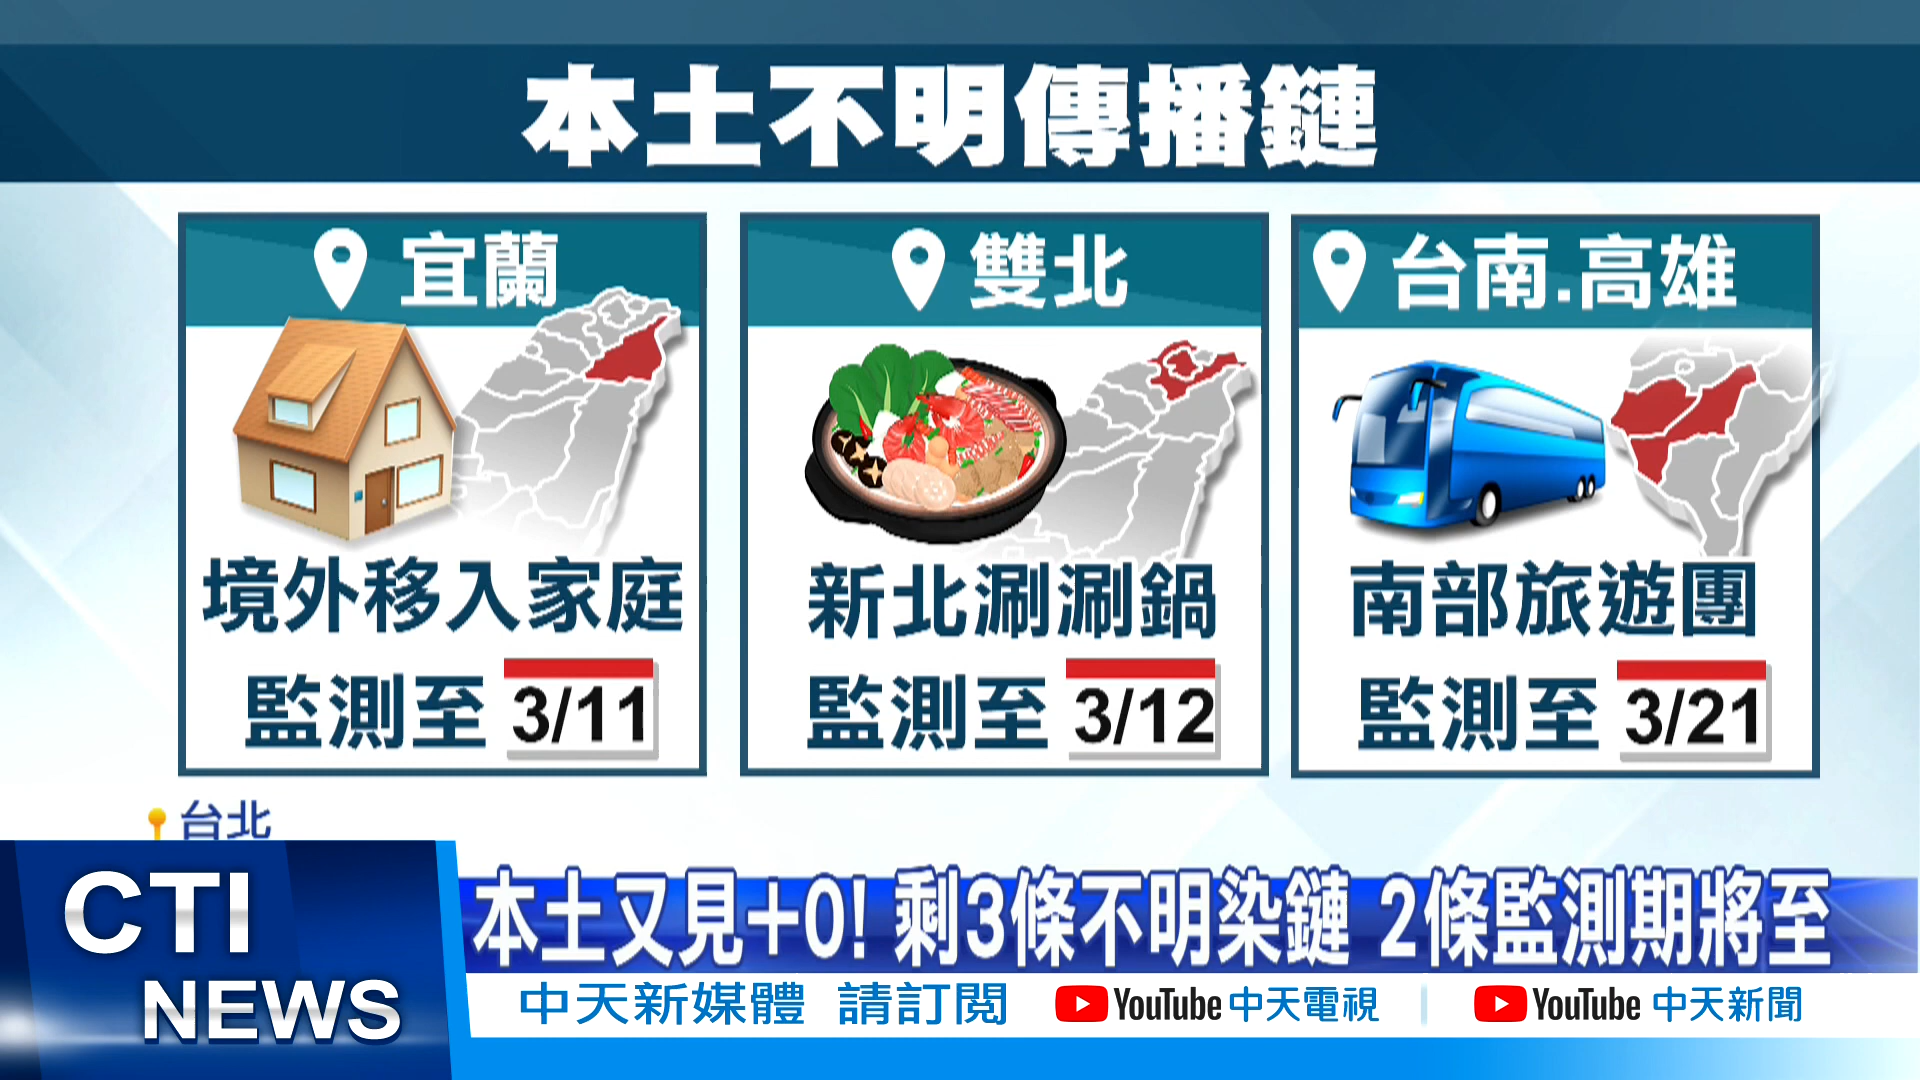 本土不明傳播鏈
宜蘭
境外移入家庭
監測至 3/11
雙北
新北涮涮鍋
監測至 3/12
台南.高雄
南部旅遊團
監測至 3/21
台北
CTI
NEWS
本土又見+0! 剩3條不明染鏈 2條監測期將至
中天新媒體 請訂閱 YouTube 中天電視 YouTube 中天新聞